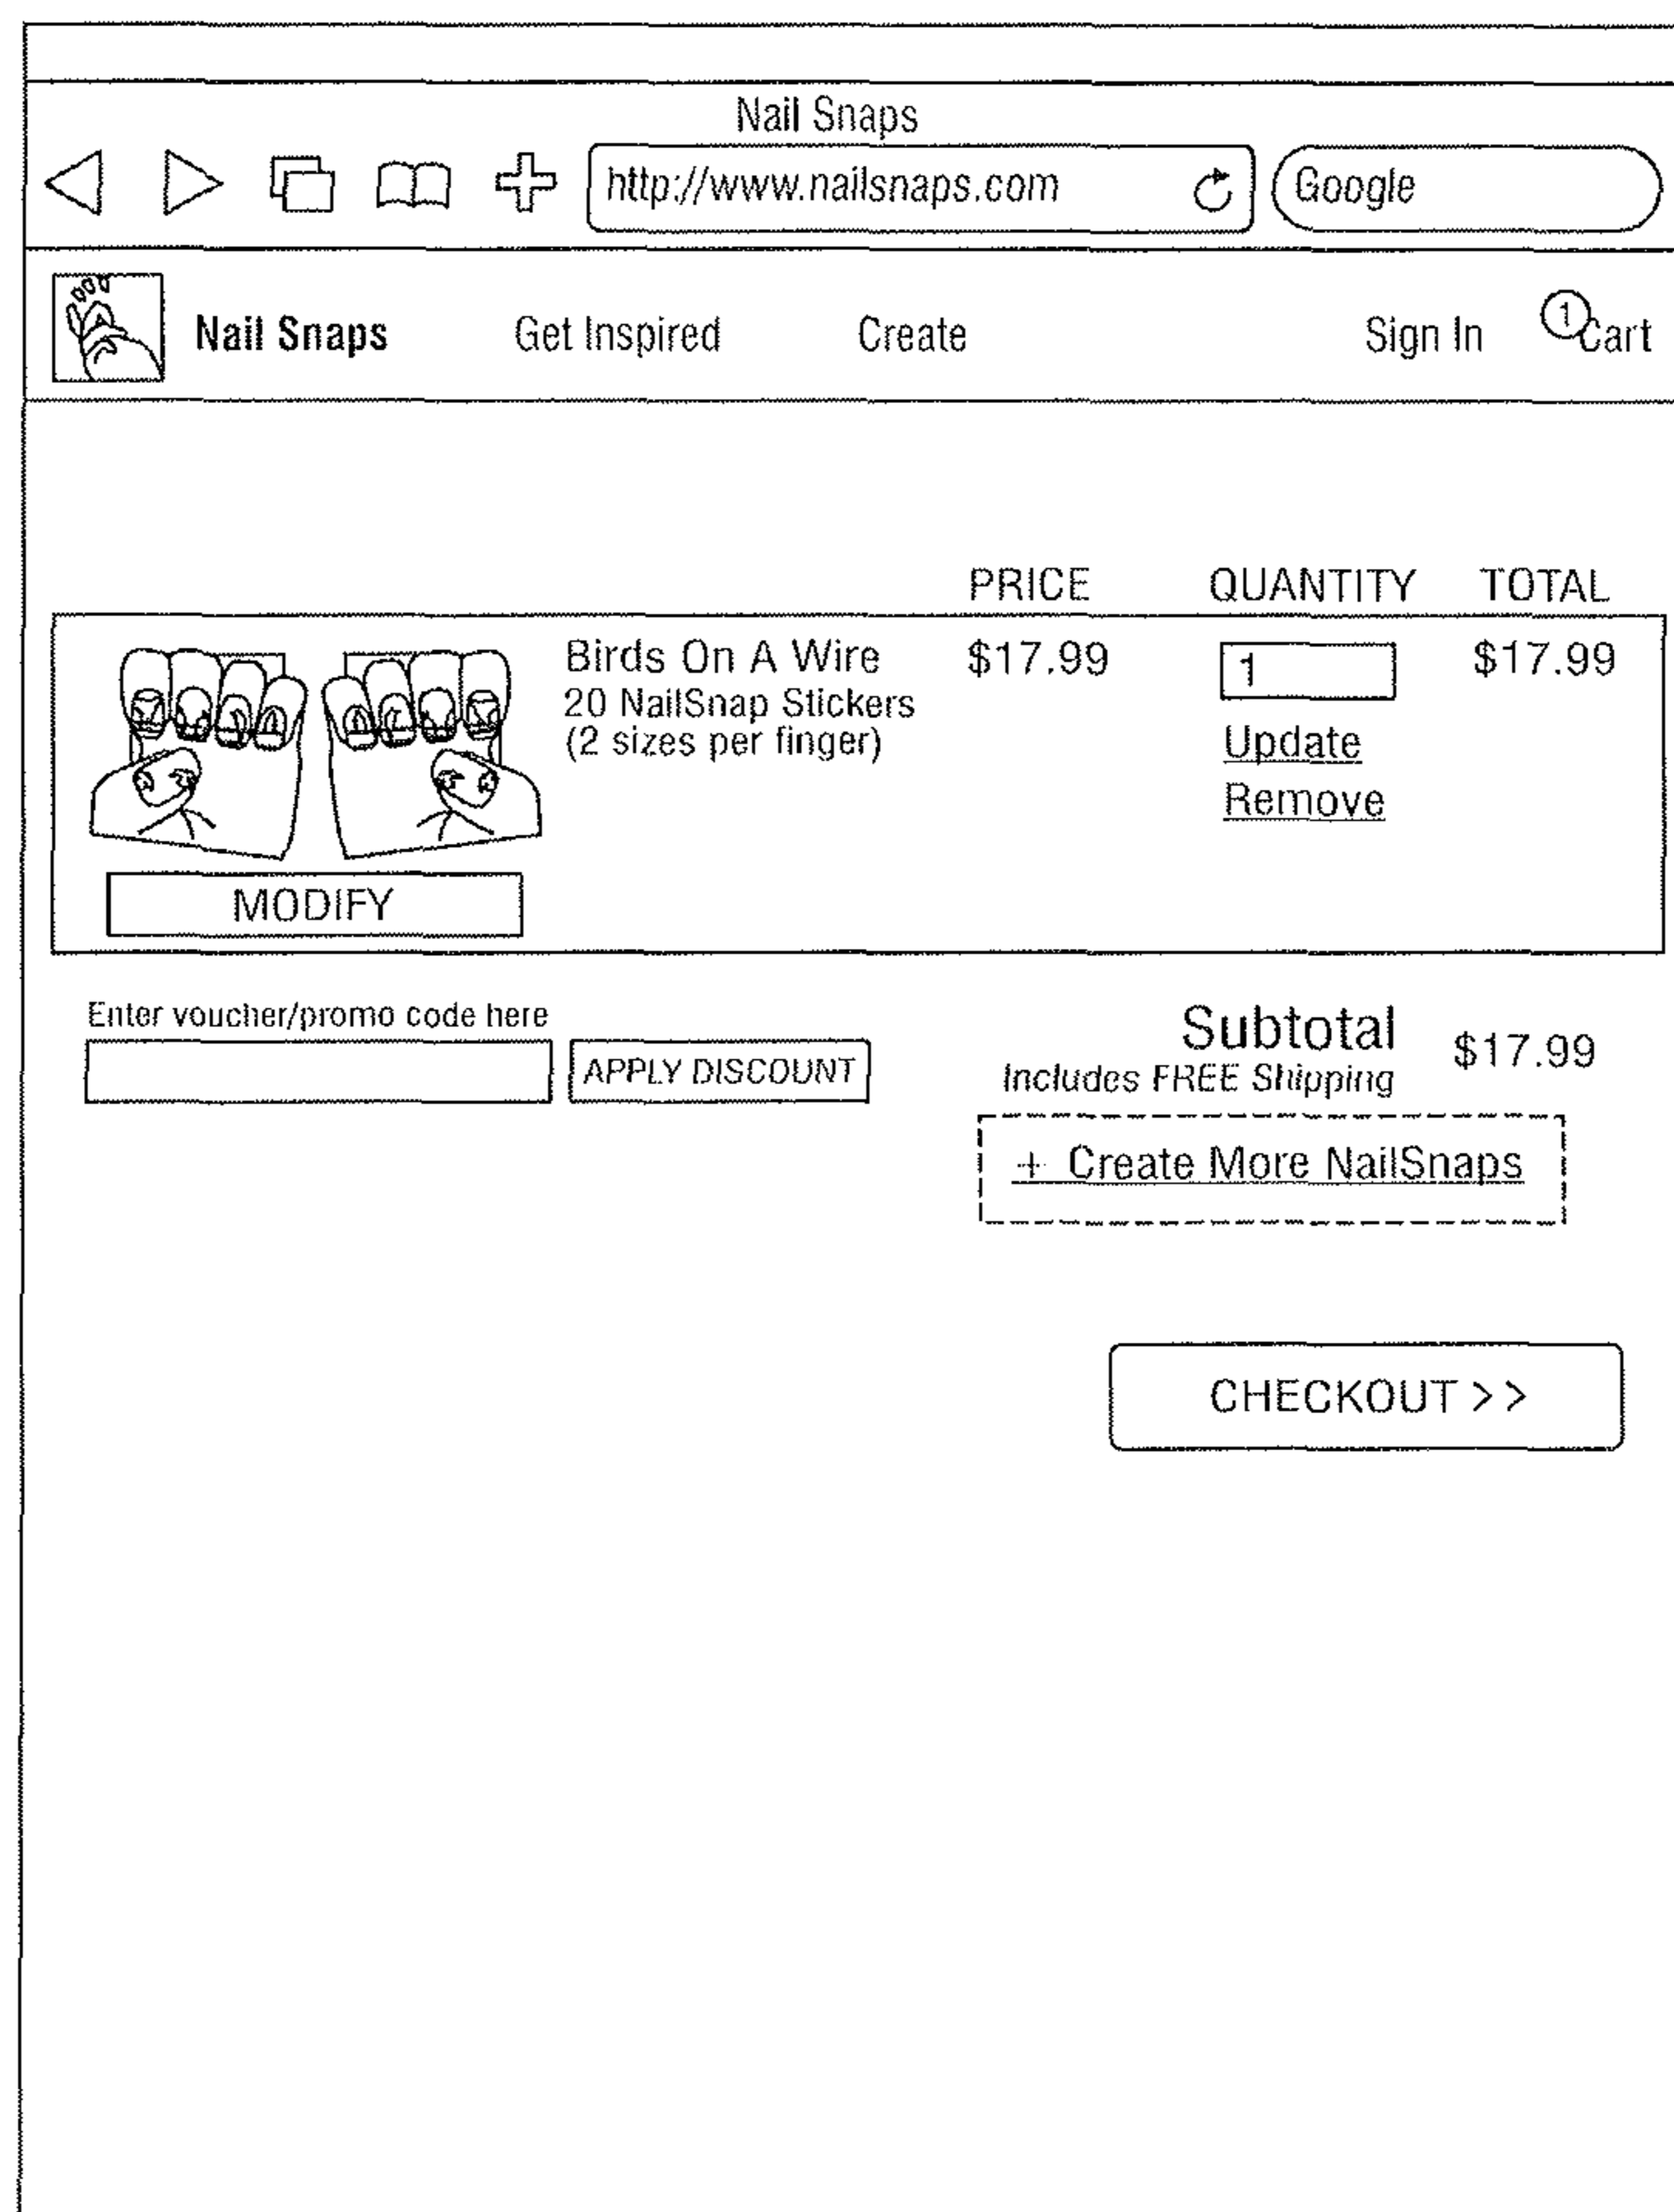 Nail Snaps
http://www.nailsnaps.com Google
Nail Snaps Get Inspired Create Sign In 1 Cart
PRICE QUANTITY TOTAL
Birds On A Wire $17.99 1 $17.99
20 NailSnap Stickers
(2 sizes per finger)
Update
Remove
MODIFY
Enter voucher/promo code here
APPLY DISCOUNT
Subtotal $17.99
Includes FREE Shipping
+ Create More NailSnaps
CHECKOUT >>